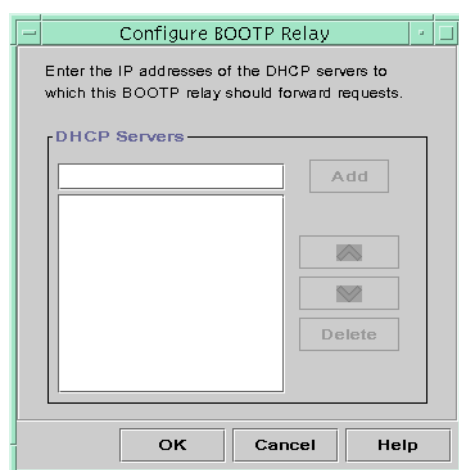 Configure BOOTP Relay
Enter the IP addresses of the DHCP servers to
which this BOOTP relay should forward requests.
DHCP Servers
Add
Delete
OK Cancel Help